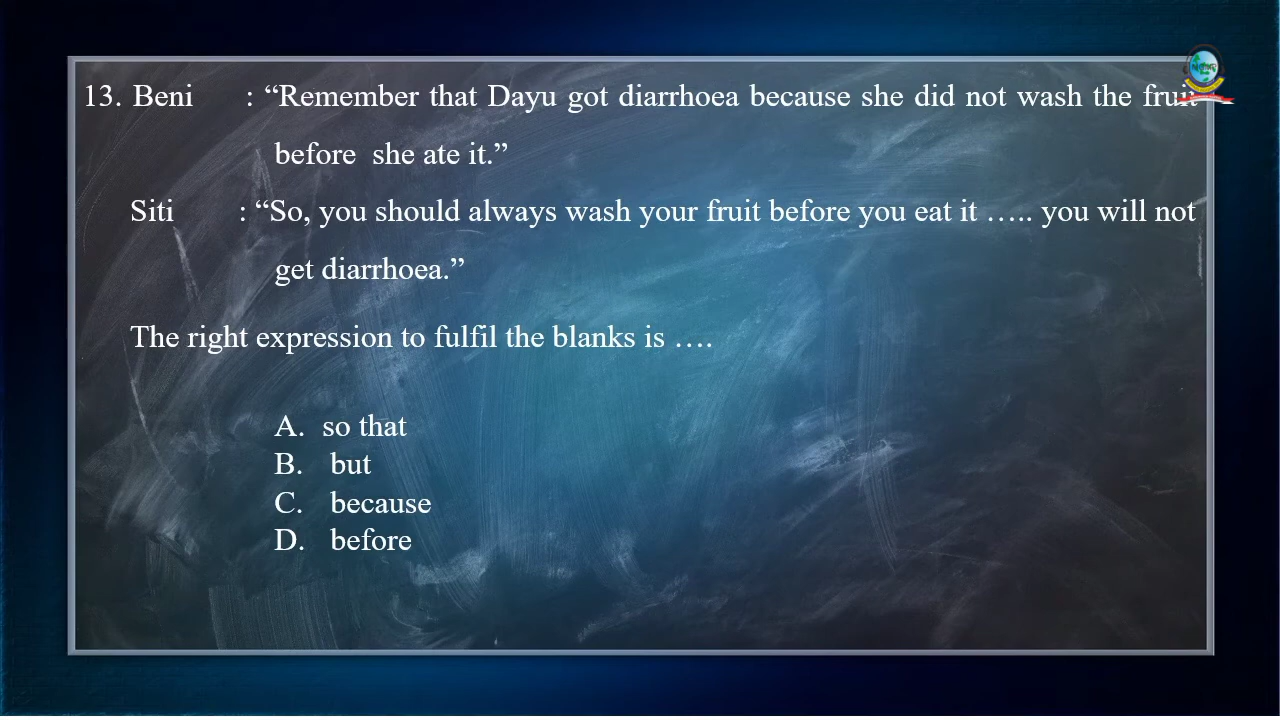 13. Beni : “Remember that Dayu got diarrhoea because she did not wash the fruit
before she ate it.”
Siti : “So, you should always wash your fruit before you eat it ….. you will not
get diarrhoea.”
The right expression to fulfil the blanks is ….
A. so that
B. but
C. because
D. before